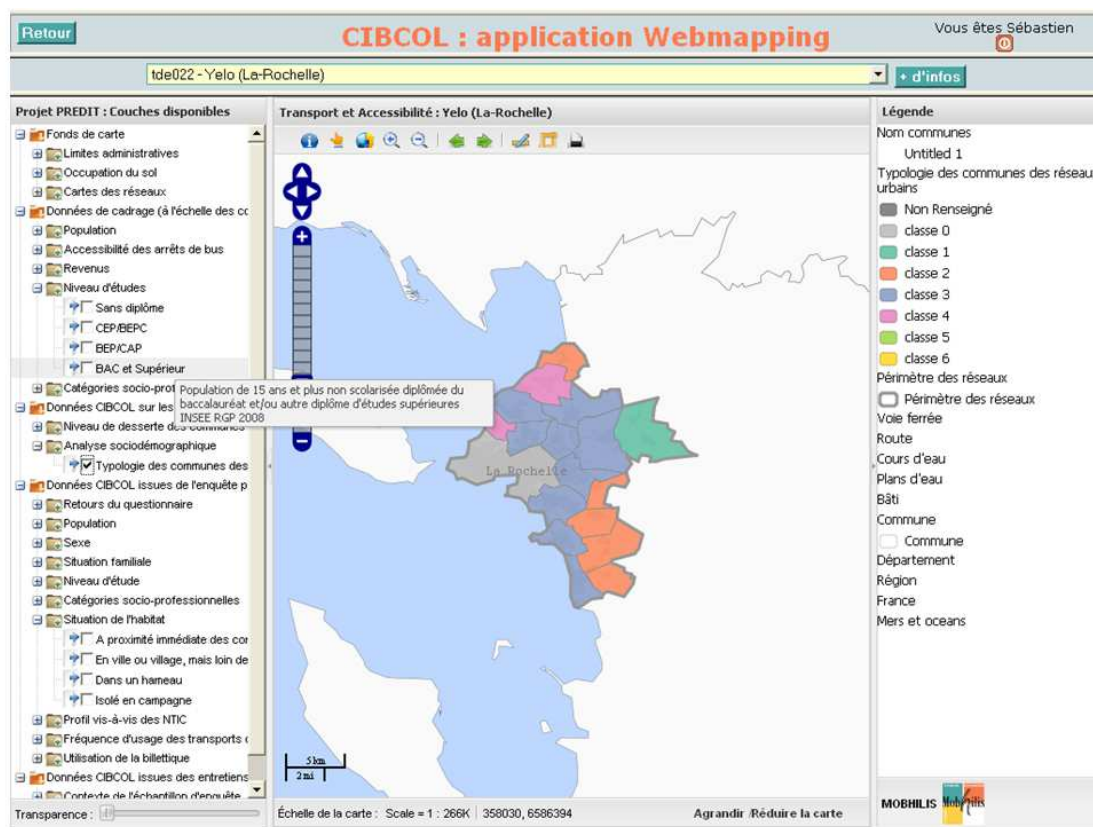 Retour
CIBCOL : application Webmapping
Vous êtes Sébastien
tde022 - Yelo (La-Rochelle)
+ d'infos
Projet PREDIT : Couches disponibles
Fonds de carte
Limites administratives
Occupation du sol
Cartes des réseaux
Données de cadrage (à l'échelle des cc
Population
Accessibilité des arrêts de bus
Revenus
Niveau d'études
Sans diplôme
CEP/BEPC
BEP/CAP
BAC et Supérieur
Catégories socio-prof
Données CIBCOL sur les
Niveau de desserte des communes
Analyse sociodémographique
Typologie des communes des
Données CIBCOL issues de l'enquête p
Retours du questionnaire
Population
Sexe
Situation familiale
Niveau d'étude
Catégories socio-professionnelles
Situation de l'habitat
A proximité immédiate des cor
En ville ou village, mais loin de
Dans un hameau
Isolé en campagne
Profil vis-à-vis des NTIC
Fréquence d'usage des transports c
Utilisation de la billettique
Données CIBCOL issues des entretiens
Contexte de l'échantillon d'enquête
Transparence :
Transport et Accessibilité : Yelo (La-Rochelle)
Population de 15 ans et plus non scolarisée diplômée du
baccalauréat et/ou autre diplôme d'études supérieures
INSEE RGP 2008
La Rochelle
5 km
2 mi
Échelle de la carte : Scale = 1 : 266K
358030, 6586394
Agrandir /Réduire la carte
Légende
Nom communes
Untitled 1
Typologie des communes des réseau
urbains
Non Renseigné
classe 0
classe 1
classe 2
classe 3
classe 4
classe 5
classe 6
Périmètre des réseaux
Périmètre des réseaux
Voie ferrée
Route
Cours d'eau
Plans d'eau
Bâti
Commune
Commune
Département
Région
France
Mers et oceans
MOBHILIS
Mobhilis